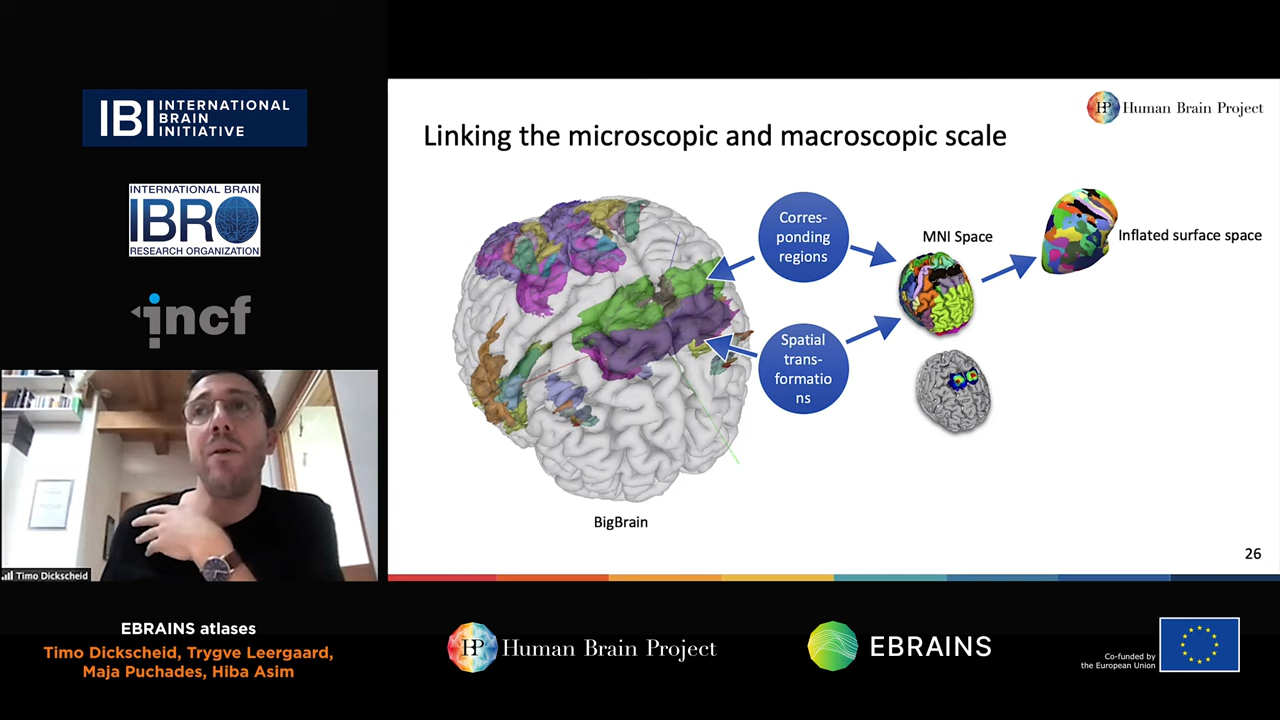 IBI INTERNATIONAL
BRAIN
INITIATIVE
INTERNATIONAL BRAIN
IBRO
RESEARCH ORGANIZATION
incf
Timo Dickscheid
EBRAINS atlases
Timo Dickscheid, Trygve Leergaard,
Maja Puchades, Hiba Asim
HP Human Brain Project
Linking the microscopic and macroscopic scale
Corres-
ponding
regions
MNI Space
Inflated surface space
Spatial
trans-
formatio
ns
BigBrain
26
HP Human Brain Project
EBRAINS
Co-funded by
the European Union